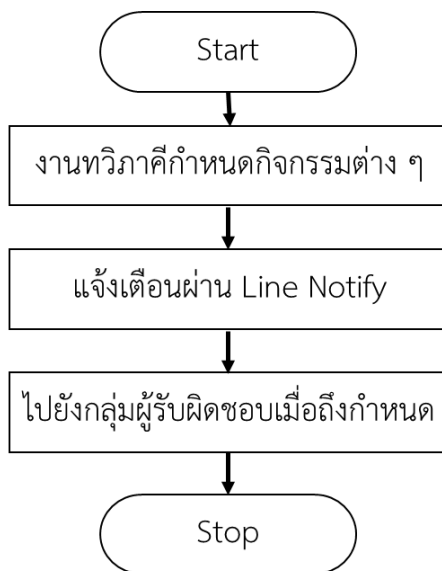 Start
งานทวิภาคีกำหนดกิจกรรมต่าง ๆ
แจ้งเตือนผ่าน Line Notify
ไปยังกลุ่มผู้รับผิดชอบเมื่อถึงกำหนด
Stop